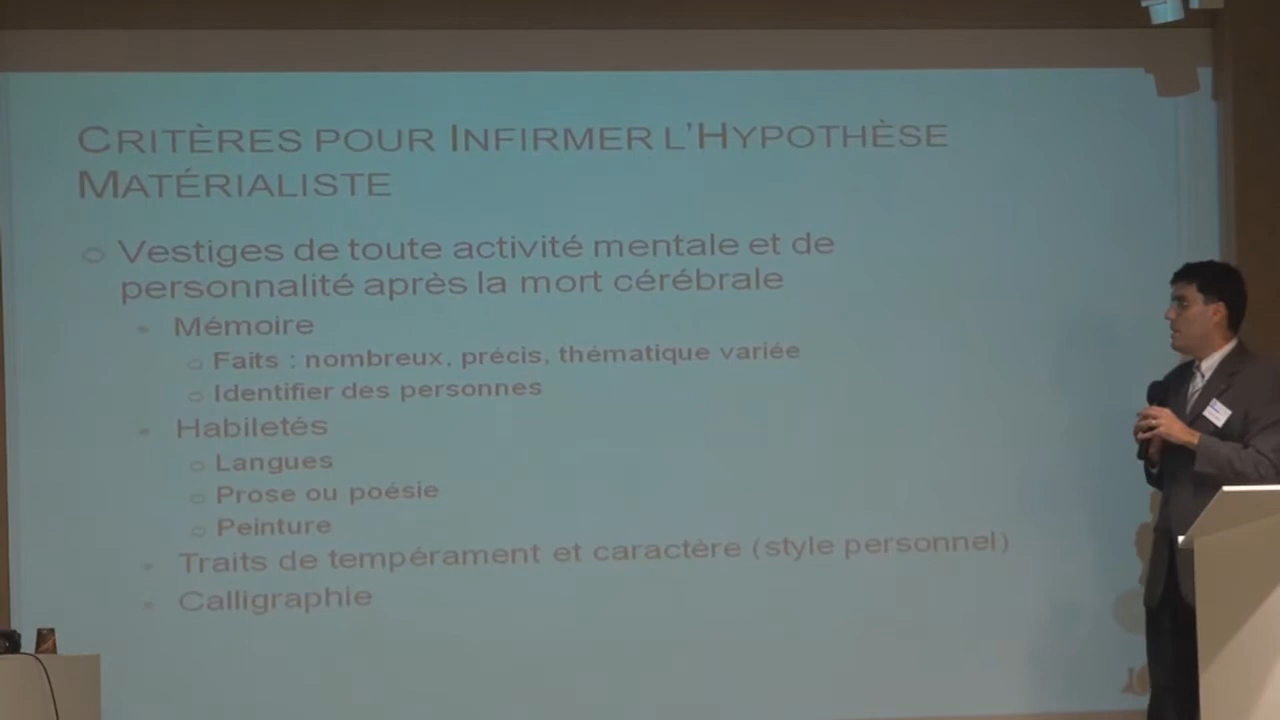 CRITÈRES POUR INFIRMER L'HYPOTHÈSE
MATÉRIALISTE
Vestiges de toute activité mentale et de
personnalité après la mort cérébrale
Mémoire
Faits : nombreux, précis, thématique variée
Identifier des personnes
Habiletés
Langues
Prose ou poésie
Peinture
Traits de tempérament et caractère (style personnel)
Calligraphie